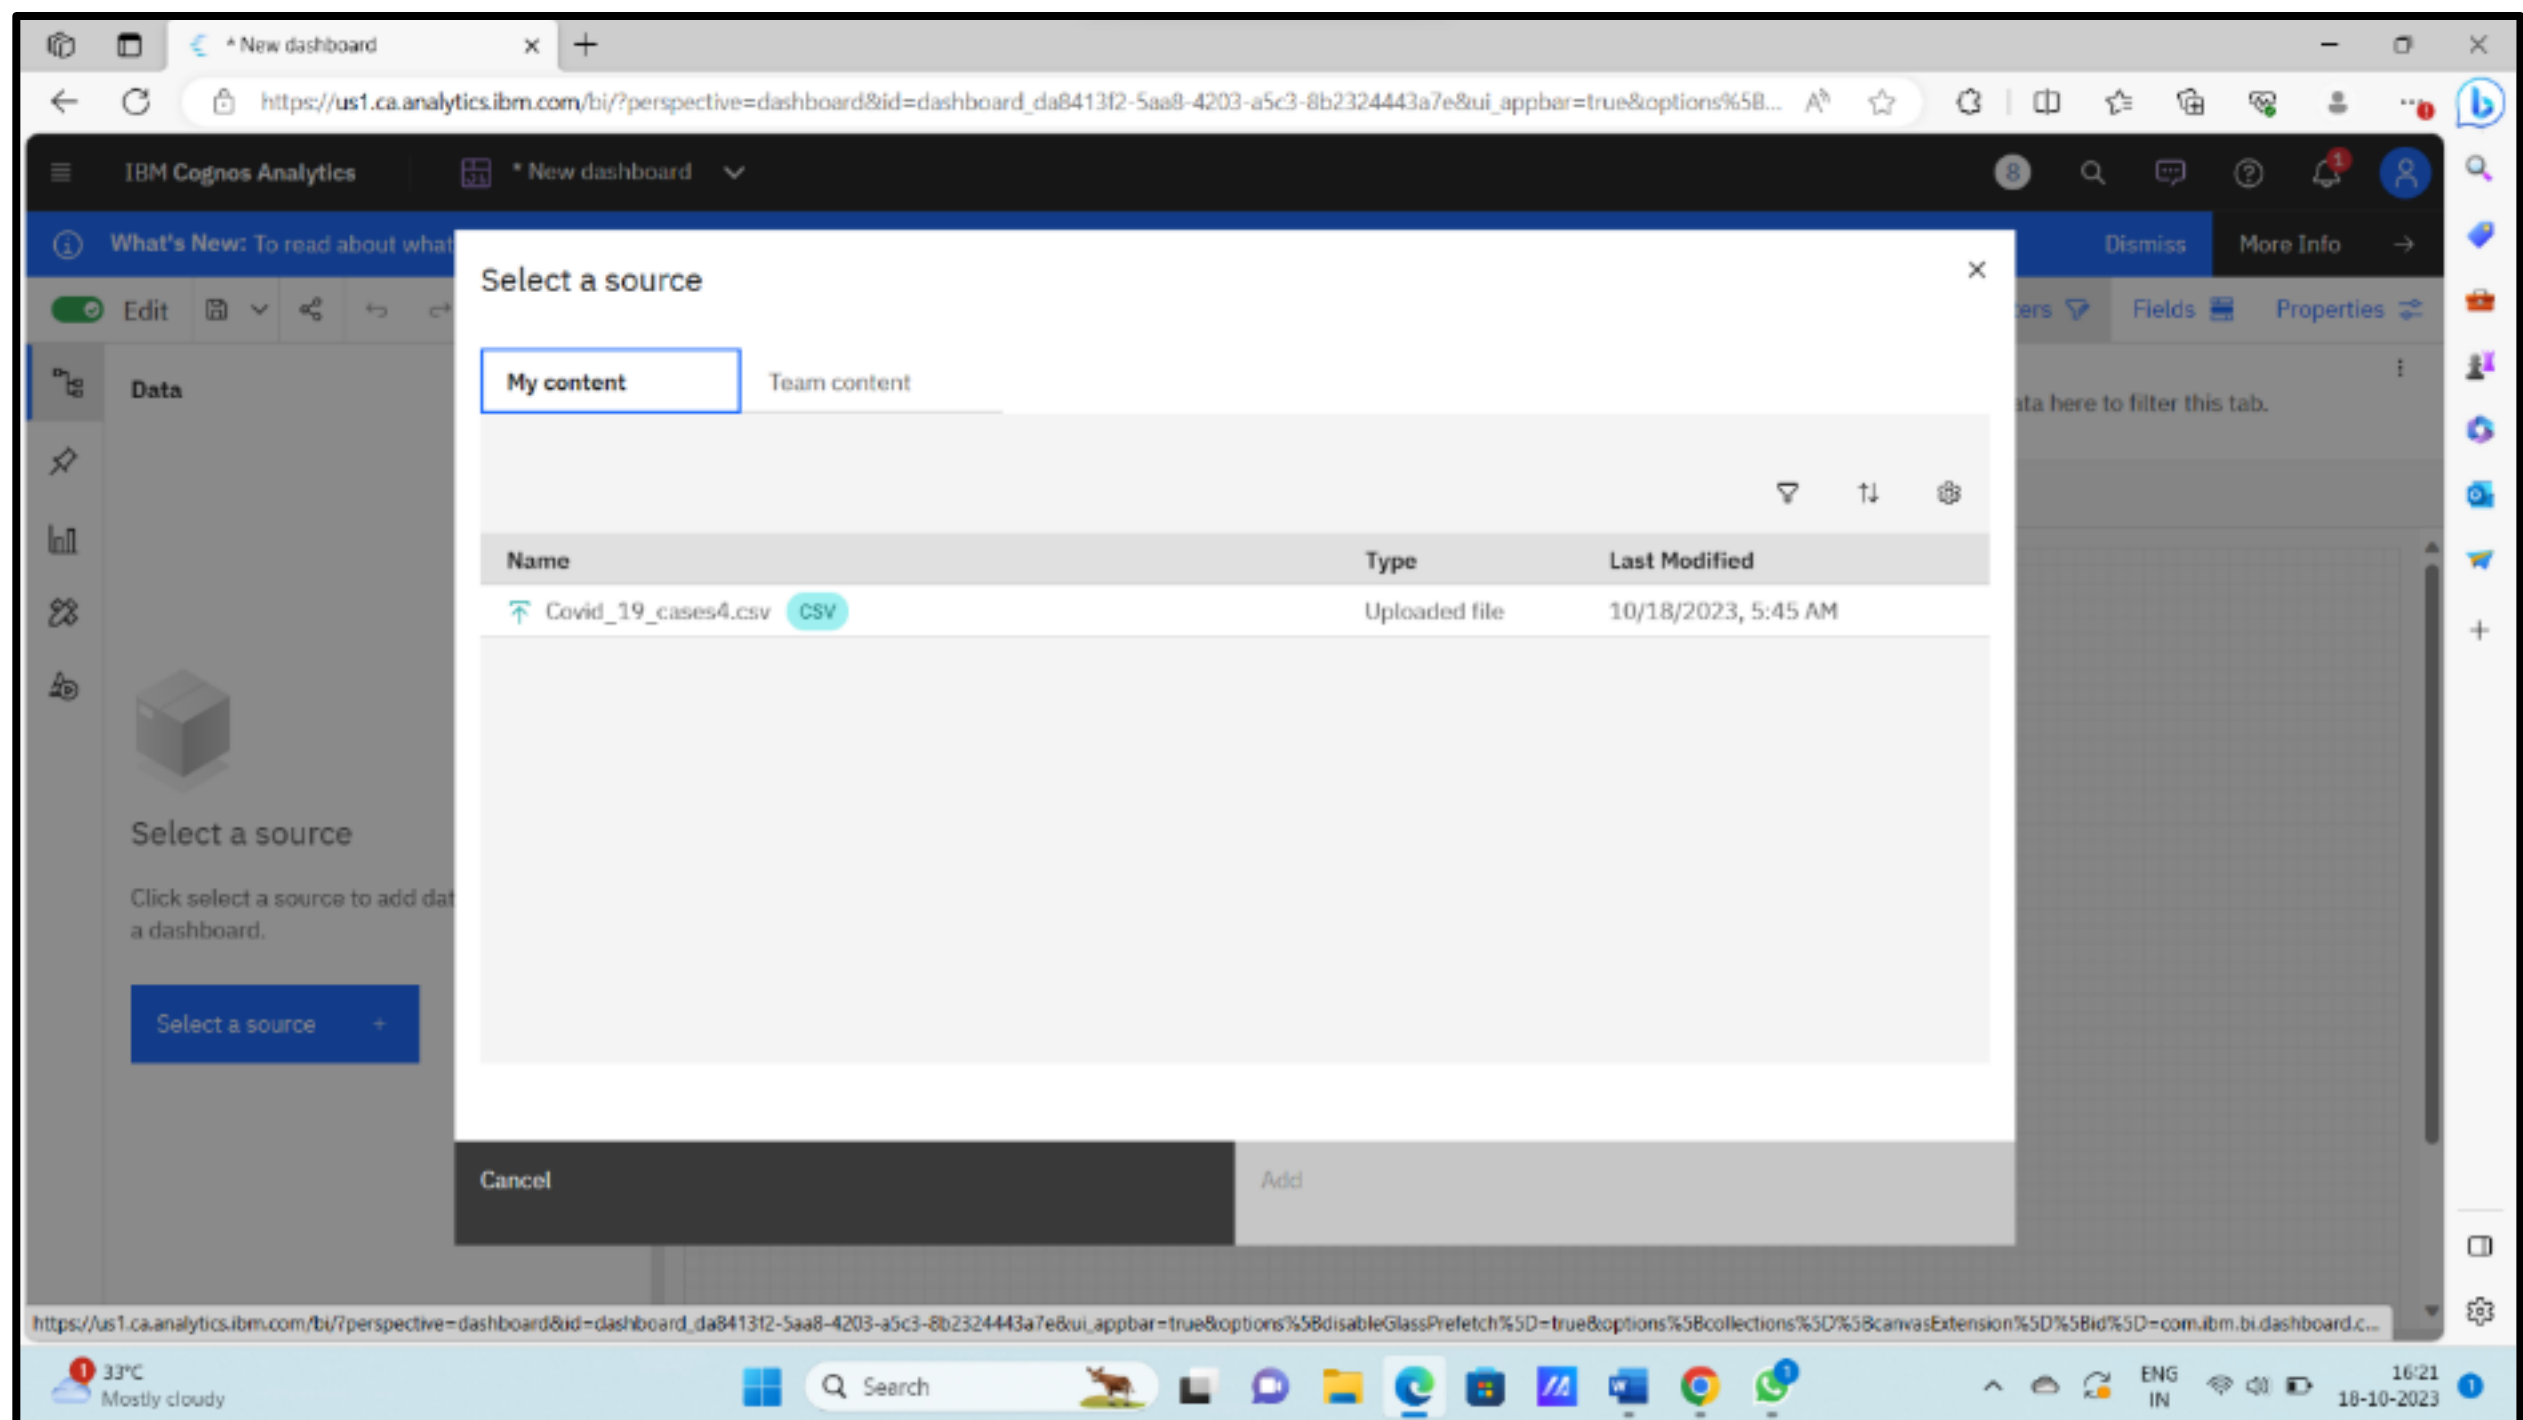 * New dashboard
https://us1.ca.analytics.ibm.com/bi/?perspective=dashboard&id=dashboard_da8413f2-5aa8-4203-a5c3-8b2324443a7e&ui_appbar=true&options%5B...
IBM Cognos Analytics
* New dashboard
8
1
What's New: To read about what
Dismiss
More Info
Edit
ters
Fields
Properties
Select a source
My content
Team content
Data
ata here to filter this tab.
Name
Type
Last Modified
Covid_19_cases4.csv
CSV
Uploaded file
10/18/2023, 5:45 AM
Select a source
Click select a source to add dat
a dashboard.
Select a source +
Cancel
Add
https://us1.ca.analytics.ibm.com/bi/?perspective=dashboard&id=dashboard_da8413f2-5aa8-4203-a5c3-8b2324443a7e&ui_appbar=true&options%5BdisableGlassPrefetch%5D=true&options%5Bcollections%5D%5BcanvasExtension%5D%5Bid%5D=com.ibm.bi.dashboard.c...
1
33°C
Mostly cloudy
Search
1
ENG
IN
16:21
18-10-2023
1